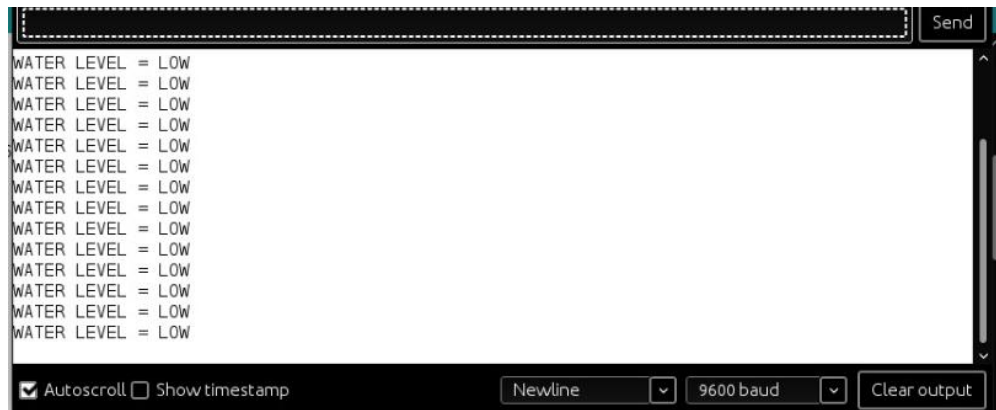 Send
WATER LEVEL = LOW
WATER LEVEL = LOW
WATER LEVEL = LOW
WATER LEVEL = LOW
WATER LEVEL = LOW
WATER LEVEL = LOW
WATER LEVEL = LOW
WATER LEVEL = LOW
WATER LEVEL = LOW
WATER LEVEL = LOW
WATER LEVEL = LOW
WATER LEVEL = LOW
WATER LEVEL = LOW
WATER LEVEL = LOW
Autoscroll Show timestamp Newline 9600 baud Clear output